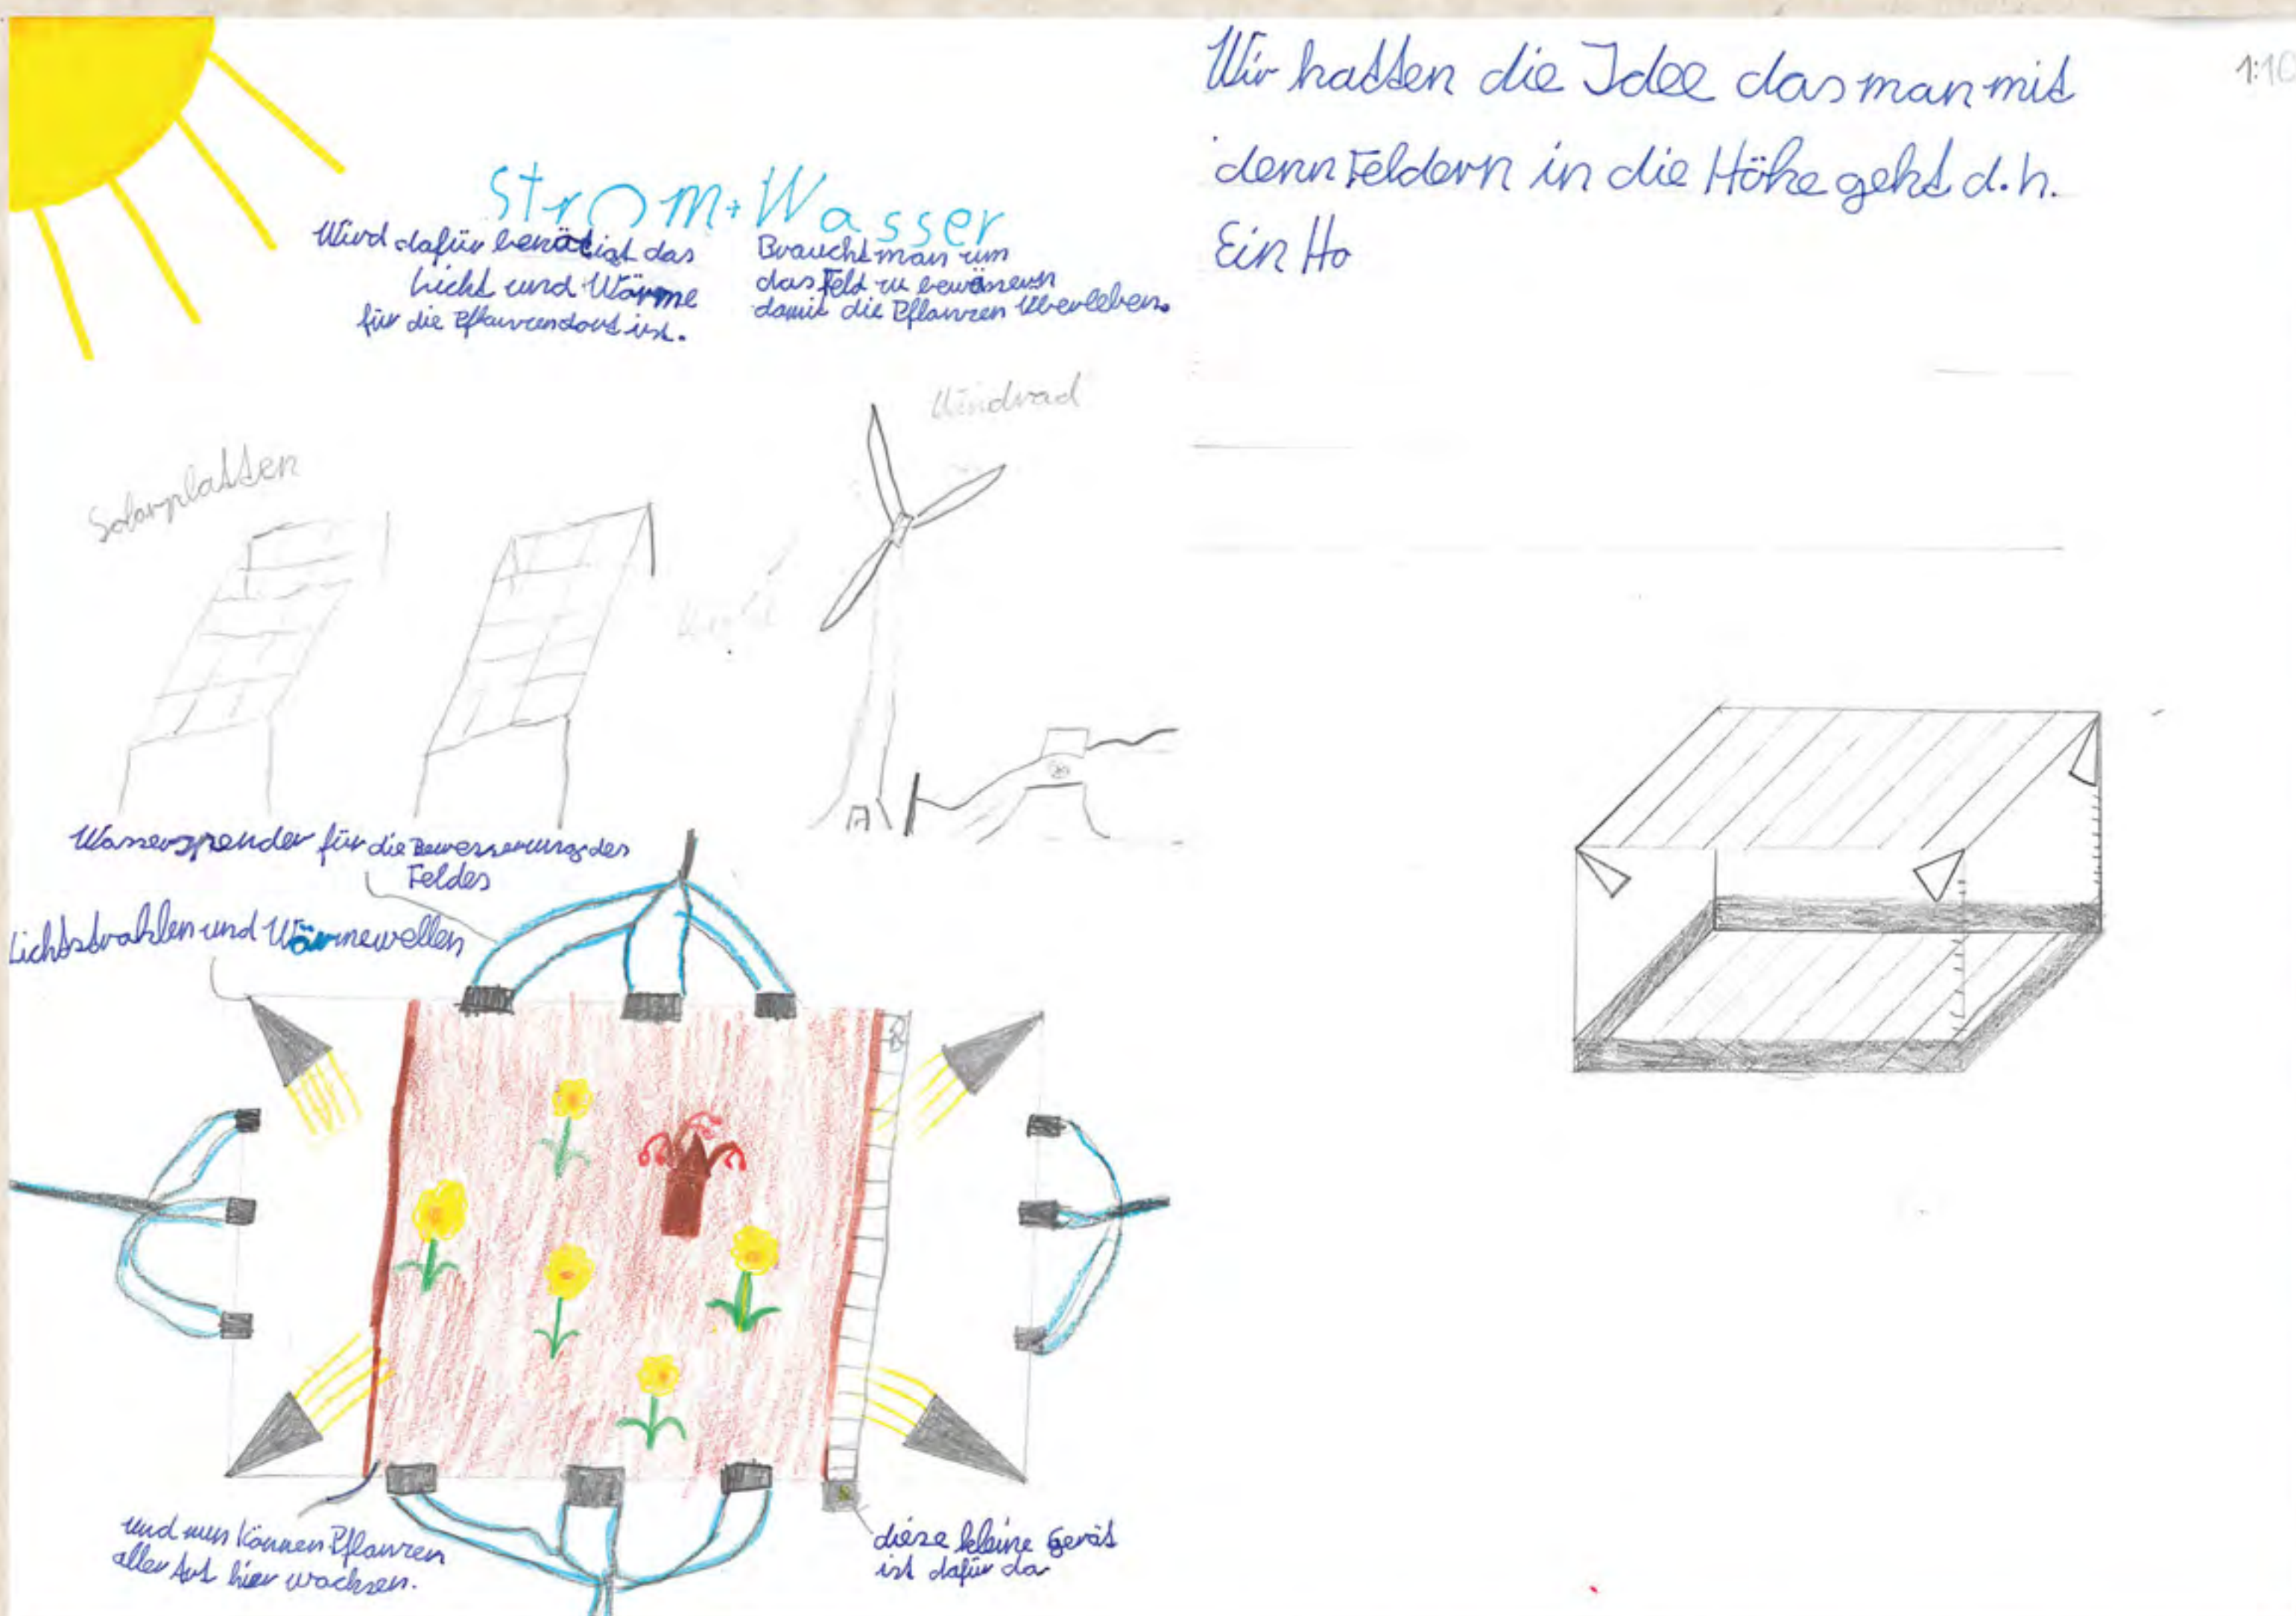 Strom + Wasser
Wird dafür benötigt das
Licht und Wärme
für die Pflanzen dort ist.
Braucht man um
das Feld zu bewässern
damit die Pflanzen überleben.
Windrad
Solarplatten
Wasserspender für die Bewesserung des
Feldes
Lichtstrahlen und Wärmewellen
und nun können Pflanzen
aller Art hier wachsen.
diese kleine Gerät
ist dafür da
Wir hatten die Idee das man mit
denn Feldern in die Höhe geht d.h.
Ein Ho
1:10